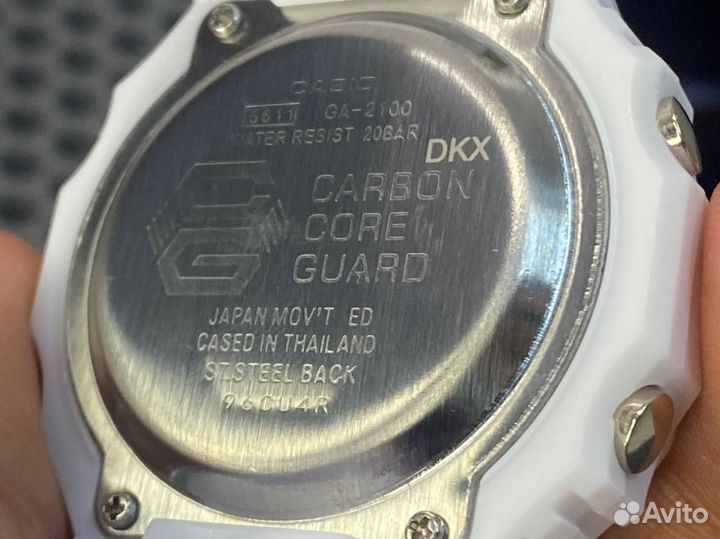 CASIO
5611 GA-2100
WATER RESIST 20BAR
DKX
CARBON
CORE
GUARD
JAPAN MOV'T ED
CASED IN THAILAND
ST.STEEL BACK
Avito